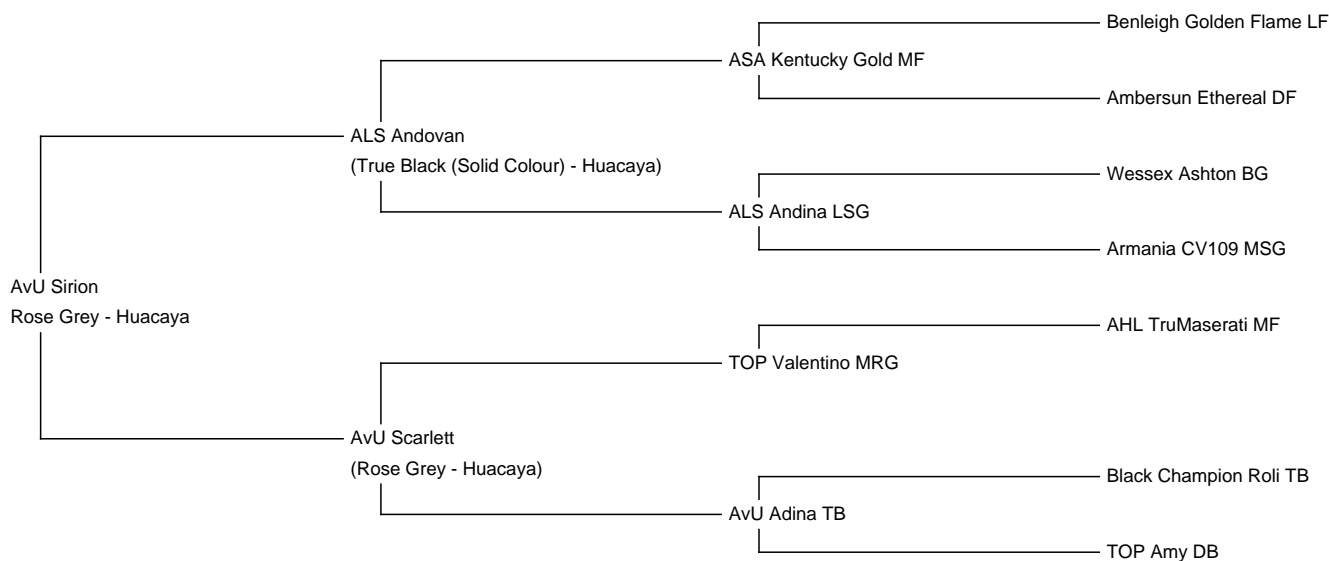 Benleigh Golden Flame LF
ASA Kentucky Gold MF
Ambersun Ethereal DF
ALS Andovan
(True Black (Solid Colour) - Huacaya)
Wessex Ashton BG
ALS Andina LSG
Armania CV109 MSG
AvU Sirion
Rose Grey - Huacaya
AHL TruMaserati MF
TOP Valentino MRG
AvU Scarlett
(Rose Grey - Huacaya)
Black Champion Roli TB
AvU Adina TB
TOP Amy DB